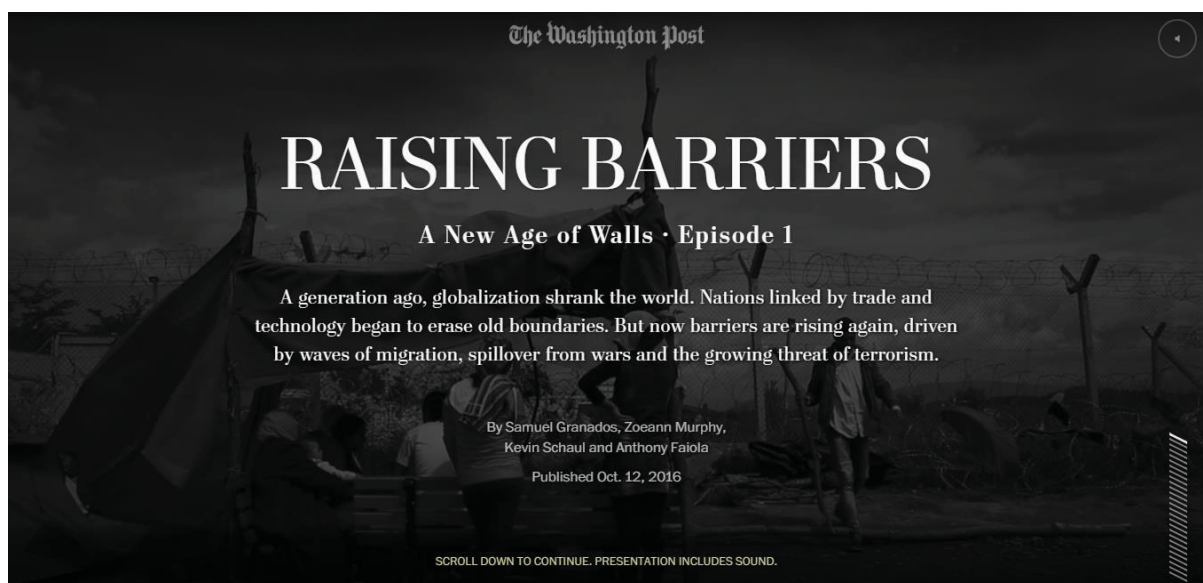 The Washington Post
RAISING BARRIERS
A New Age of Walls · Episode 1
A generation ago, globalization shrank the world. Nations linked by trade and
technology began to erase old boundaries. But now barriers are rising again, driven
by waves of migration, spillover from wars and the growing threat of terrorism.
By Samuel Granados, Zoeann Murphy,
Kevin Schaul and Anthony Faiola
Published Oct. 12, 2016
SCROLL DOWN TO CONTINUE. PRESENTATION INCLUDES SOUND.